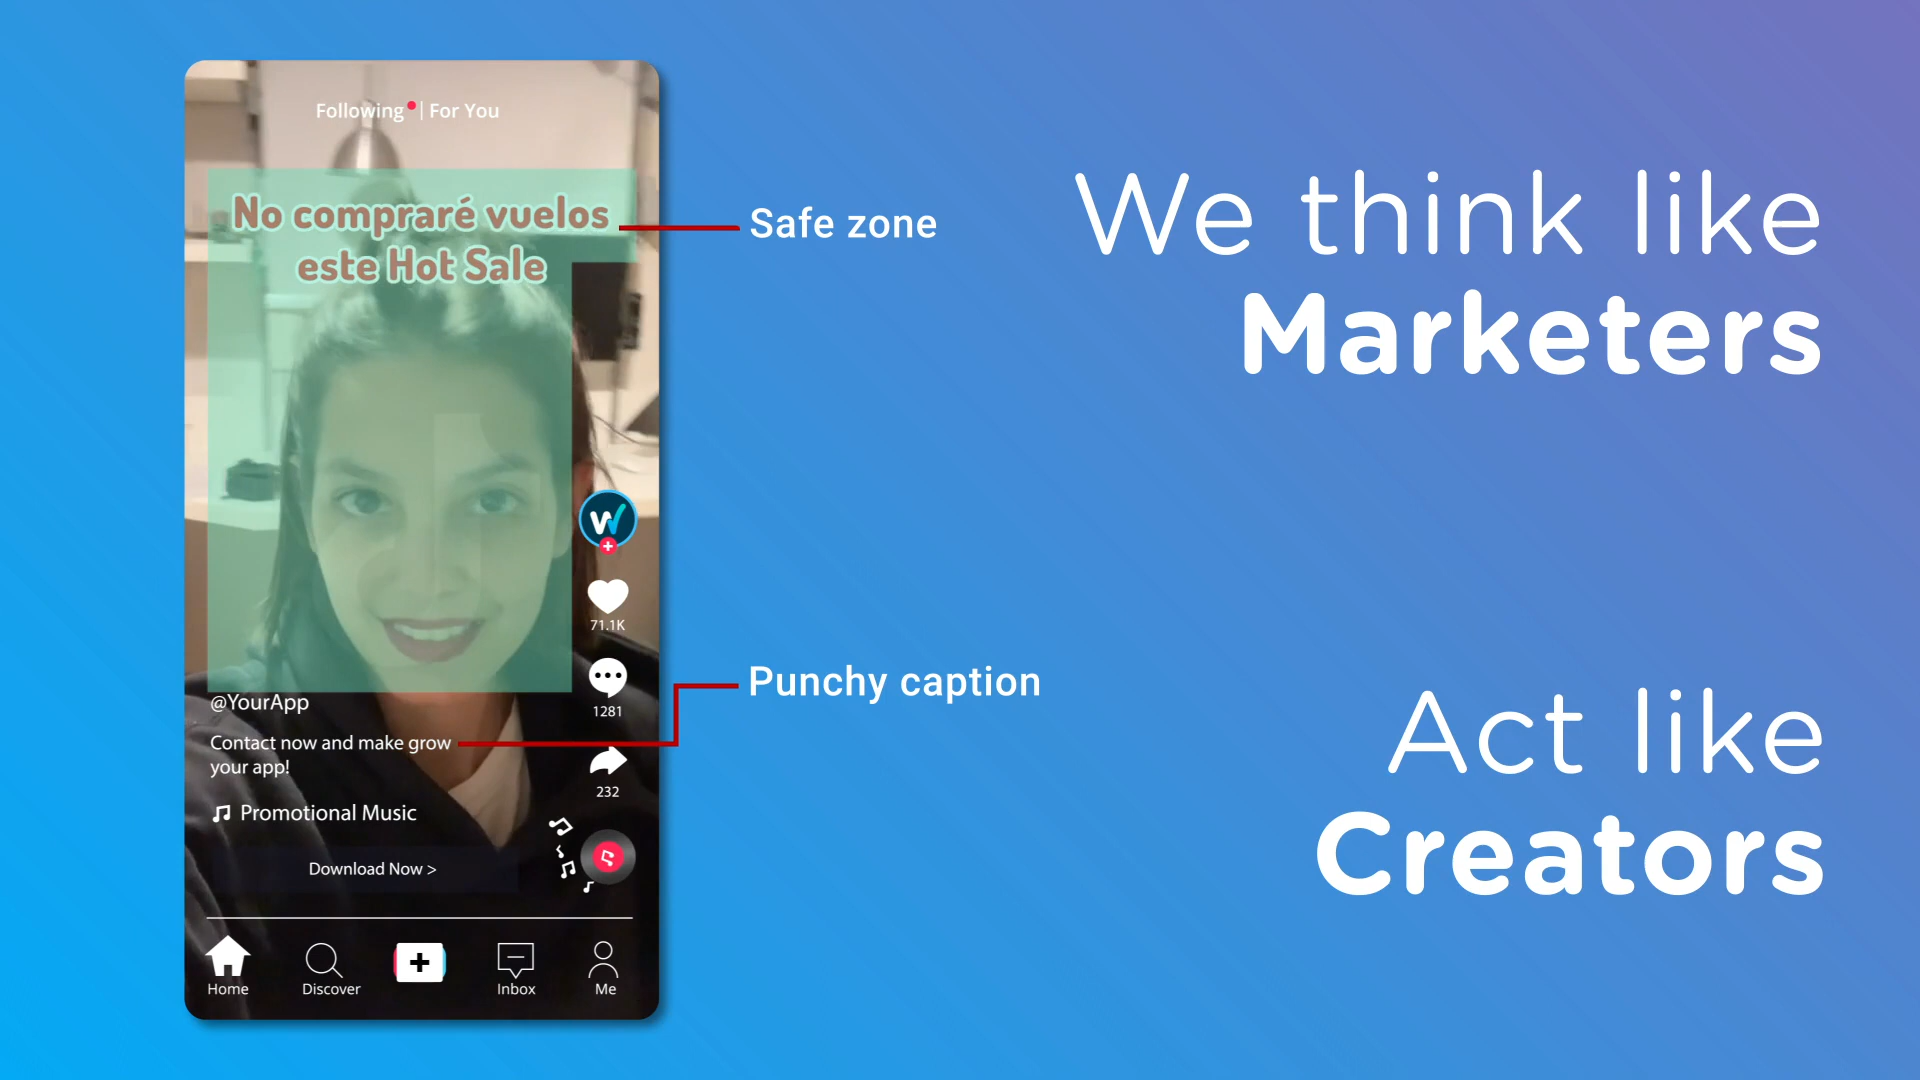 Following | For You
No compraré vuelos
este Hot Sale
Safe zone
We think like
Marketers
71.1K
1281
@YourApp
Contact now and make grow
your app!
Punchy caption
232
Promotional Music
Download Now >
Home
Discover
Inbox
Me
Act like
Creators